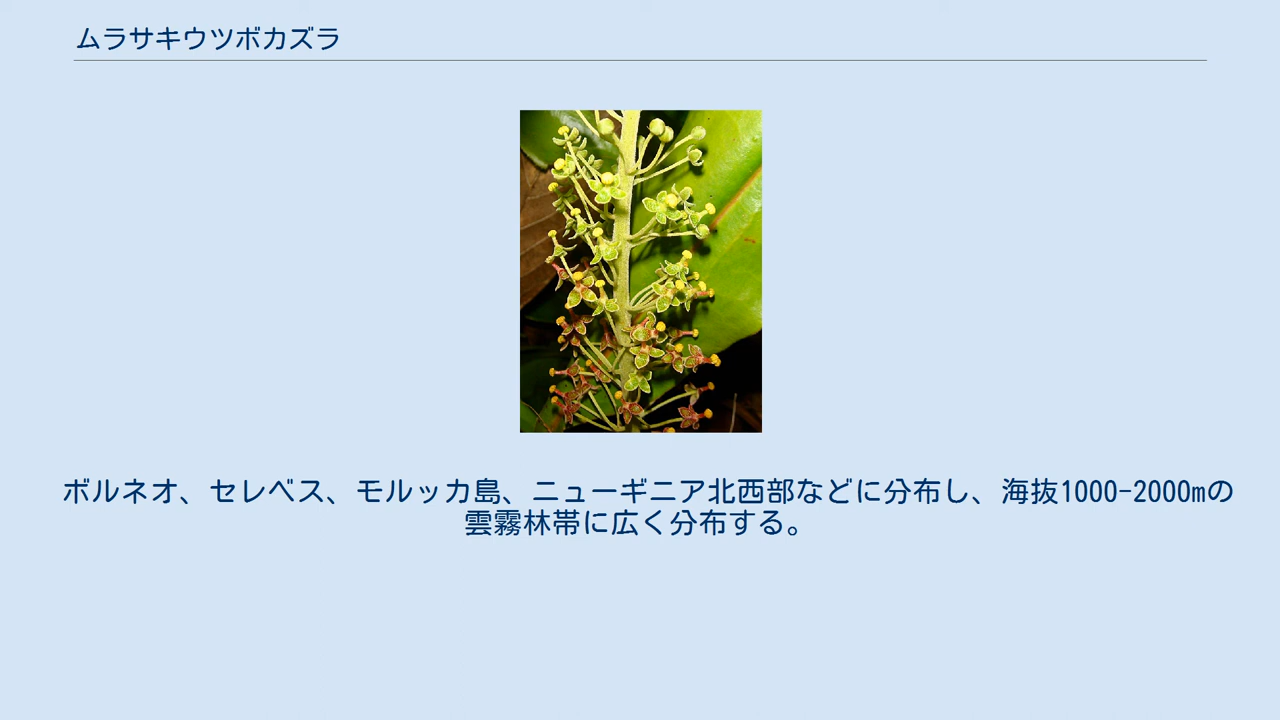 ムラサキウツボカズラ
ボルネオ、セレベス、モルッカ島、ニューギニア北西部などに分布し、海抜1000-2000mの
雲霧林帯に広く分布する。